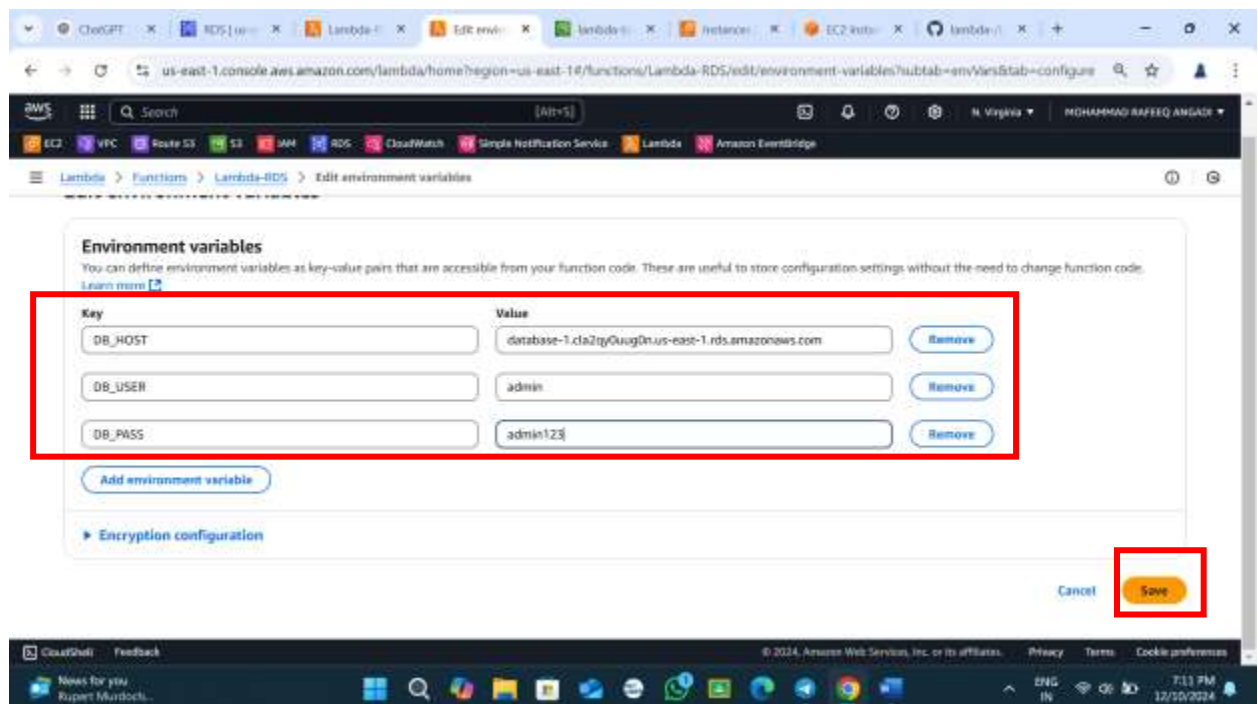 ChatGPT
RDS | us-e
Lambda-R
Edit envir
lambda-
Instances
EC2 Insta
lambda-r
us-east-1.console.aws.amazon.com/lambda/home?region=us-east-1#/functions/Lambda-RDS/edit/environment-variables?subtab=envVars&tab=configure
aws
Search
[Alt+S]
N. Virginia
MOHAMMAD RAFEEQ ANGADI
EC2 VPC Route 53 S3 IAM RDS CloudWatch Simple Notification Service Lambda Amazon EventBridge
Lambda > Functions > Lambda-RDS > Edit environment variables
Edit environment variables
Environment variables
You can define environment variables as key-value pairs that are accessible from your function code. These are useful to store configuration settings without the need to change function code.
Learn more
Key Value
DB_HOST database-1.cla2qy0uug0n.us-east-1.rds.amazonaws.com Remove
DB_USER admin Remove
DB_PASS admin123 Remove
Add environment variable
Encryption configuration
Cancel Save
CloudShell Feedback © 2024, Amazon Web Services, Inc. or its affiliates. Privacy Terms Cookie preferences
News for you
Rupert Murdoch...
ENG
IN
7:11 PM
12/10/2024